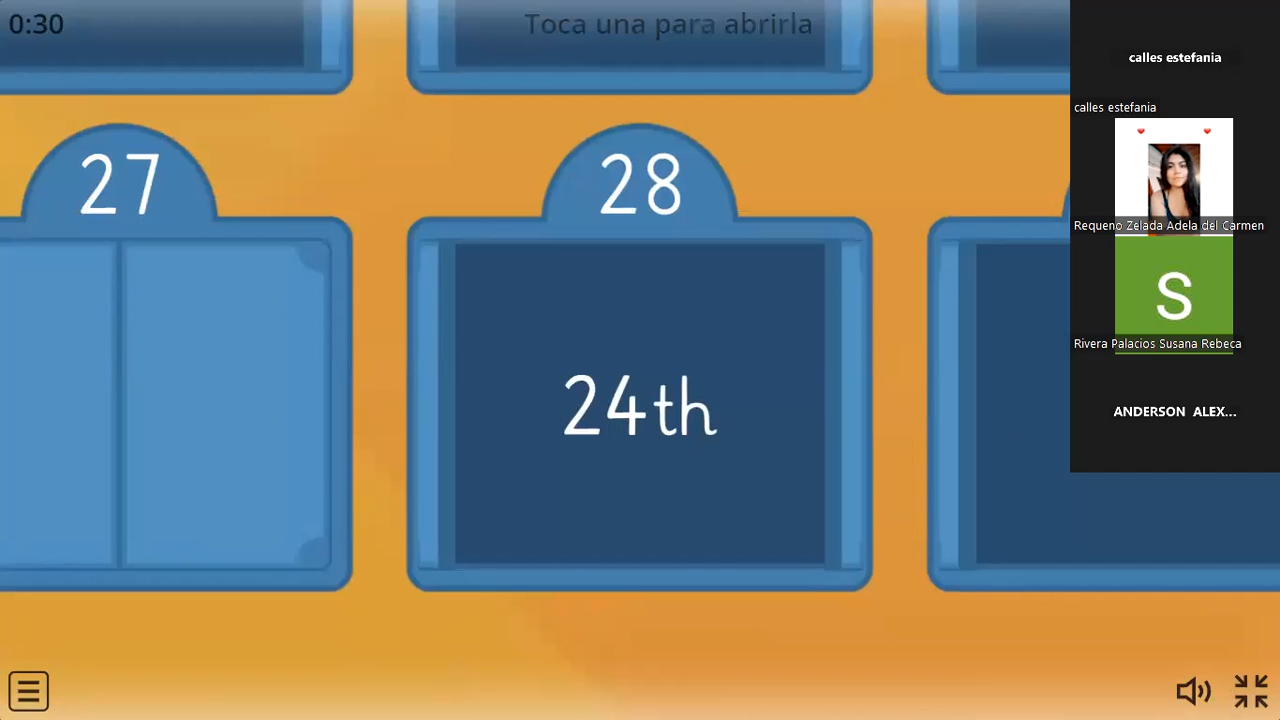 0:30
Toca una para abrirla
27
28
24th
calles estefania
calles estefania
Requeno Zelada Adela del Carmen
S
Rivera Palacios Susana Rebeca
ANDERSON ALEX...